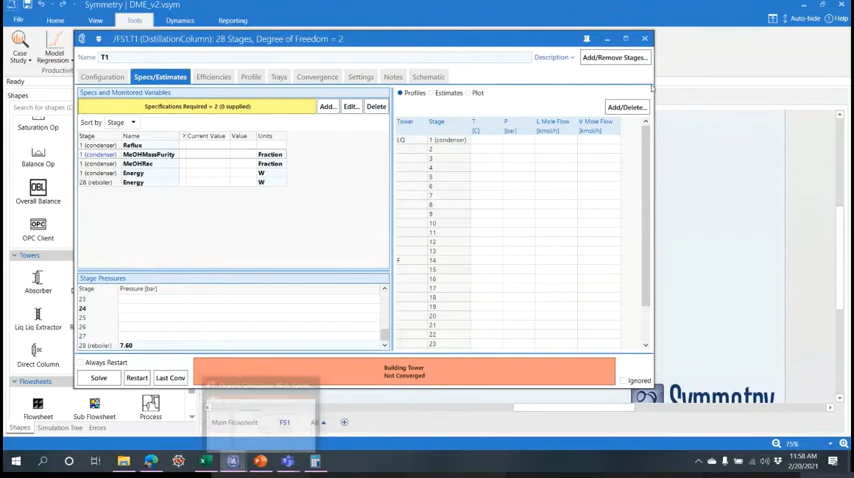 Symmetry | DME_v2.vsym
File
Home
View
Tools
Dynamics
Reporting
Auto-hide
Help
Case Study
Model Regression
Productivi
Ready
Shapes
Search for shapes (
Saturation Op
Balance Op
OBL
Overall Balance
OPC
OPC Client
Towers
Absorber
Liq Liq Extractor
Direct Column
Flowsheets
Flowsheet
Sub Flowsheet
Process
Shapes
Simulation Tree
Errors
/FS1.T1 (DistillationColumn): 28 Stages, Degree of Freedom = 2
Name T1
Description
Add/Remove Stages...
Configuration
Specs/Estimates
Efficiencies
Profile
Trays
Convergence
Settings
Notes
Schematic
Specs and Monitored Variables
Specifications Required = 2 (0 supplied)
Add...
Edit...
Delete
Sort by Stage
Stage Name > Current Value Value Units
1 (condenser) Reflux
1 (condenser) MeOHMassPurity Fraction
1 (condenser) MeOHRec Fraction
1 (condenser) Energy W
28 (reboiler) Energy W
Stage Pressures
Stage Pressure [bar]
23
24
25
26
27
28 (reboiler) 7.60
Always Restart
Solve
Restart
Last Conv
Profiles
Estimates
Plot
Add/Delete...
Tower Stage T [C] P [bar] L Mole Flow [kmol/h] V Mole Flow [kmol/h]
LQ 1 (condenser)
2
3
4
5
6
7
8
9
10
11
12
13
F 14
15
16
17
18
19
20
21
22
23
Building Tower
Not Converged
Ignored
Symmetry
Main Flowsheet
FS1
All
75%
11:58 AM
2/20/2021